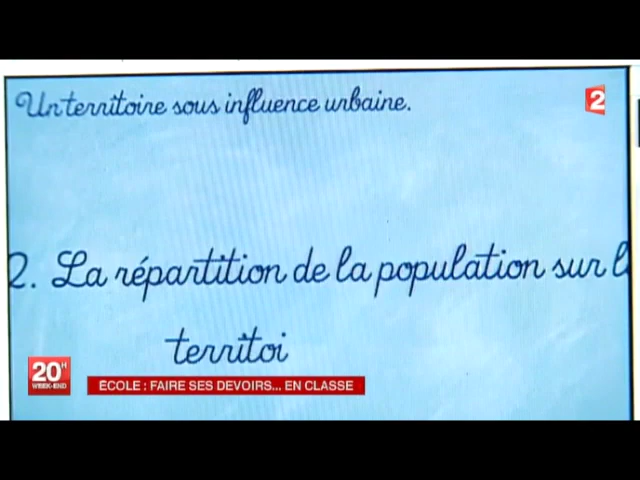 Un territoire sous influence urbaine.
2
2. La répartition de la population sur l
territoi
20H
WEEK-END
ÉCOLE : FAIRE SES DEVOIRS... EN CLASSE